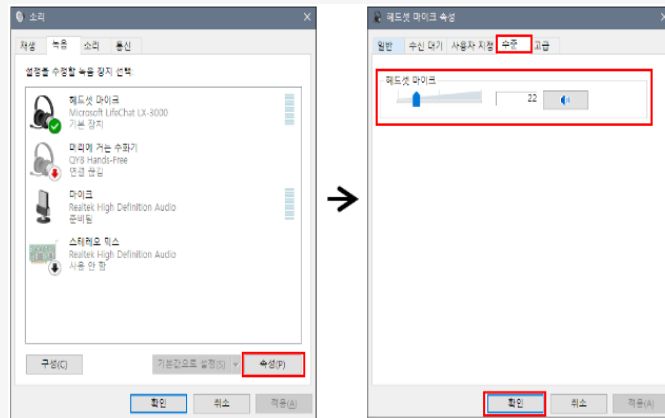 소리
재생 녹음 소리 통신
설정을 수정할 녹음 장치 선택:
헤드셋 마이크
Microsoft LifeChat LX-3000
기본 장치
머리에 거는 수화기
QY8 Hands-Free
연결 끊김
마이크
Realtek High Definition Audio
준비됨
스테레오 믹스
Realtek High Definition Audio
사용 안 함
구성(C) 기본값으로 설정(S) 속성(P)
확인 취소 적용(A)
헤드셋 마이크 속성
일반 수신 대기 사용자 지정 수준 고급
헤드셋 마이크
22
확인 취소 적용(A)